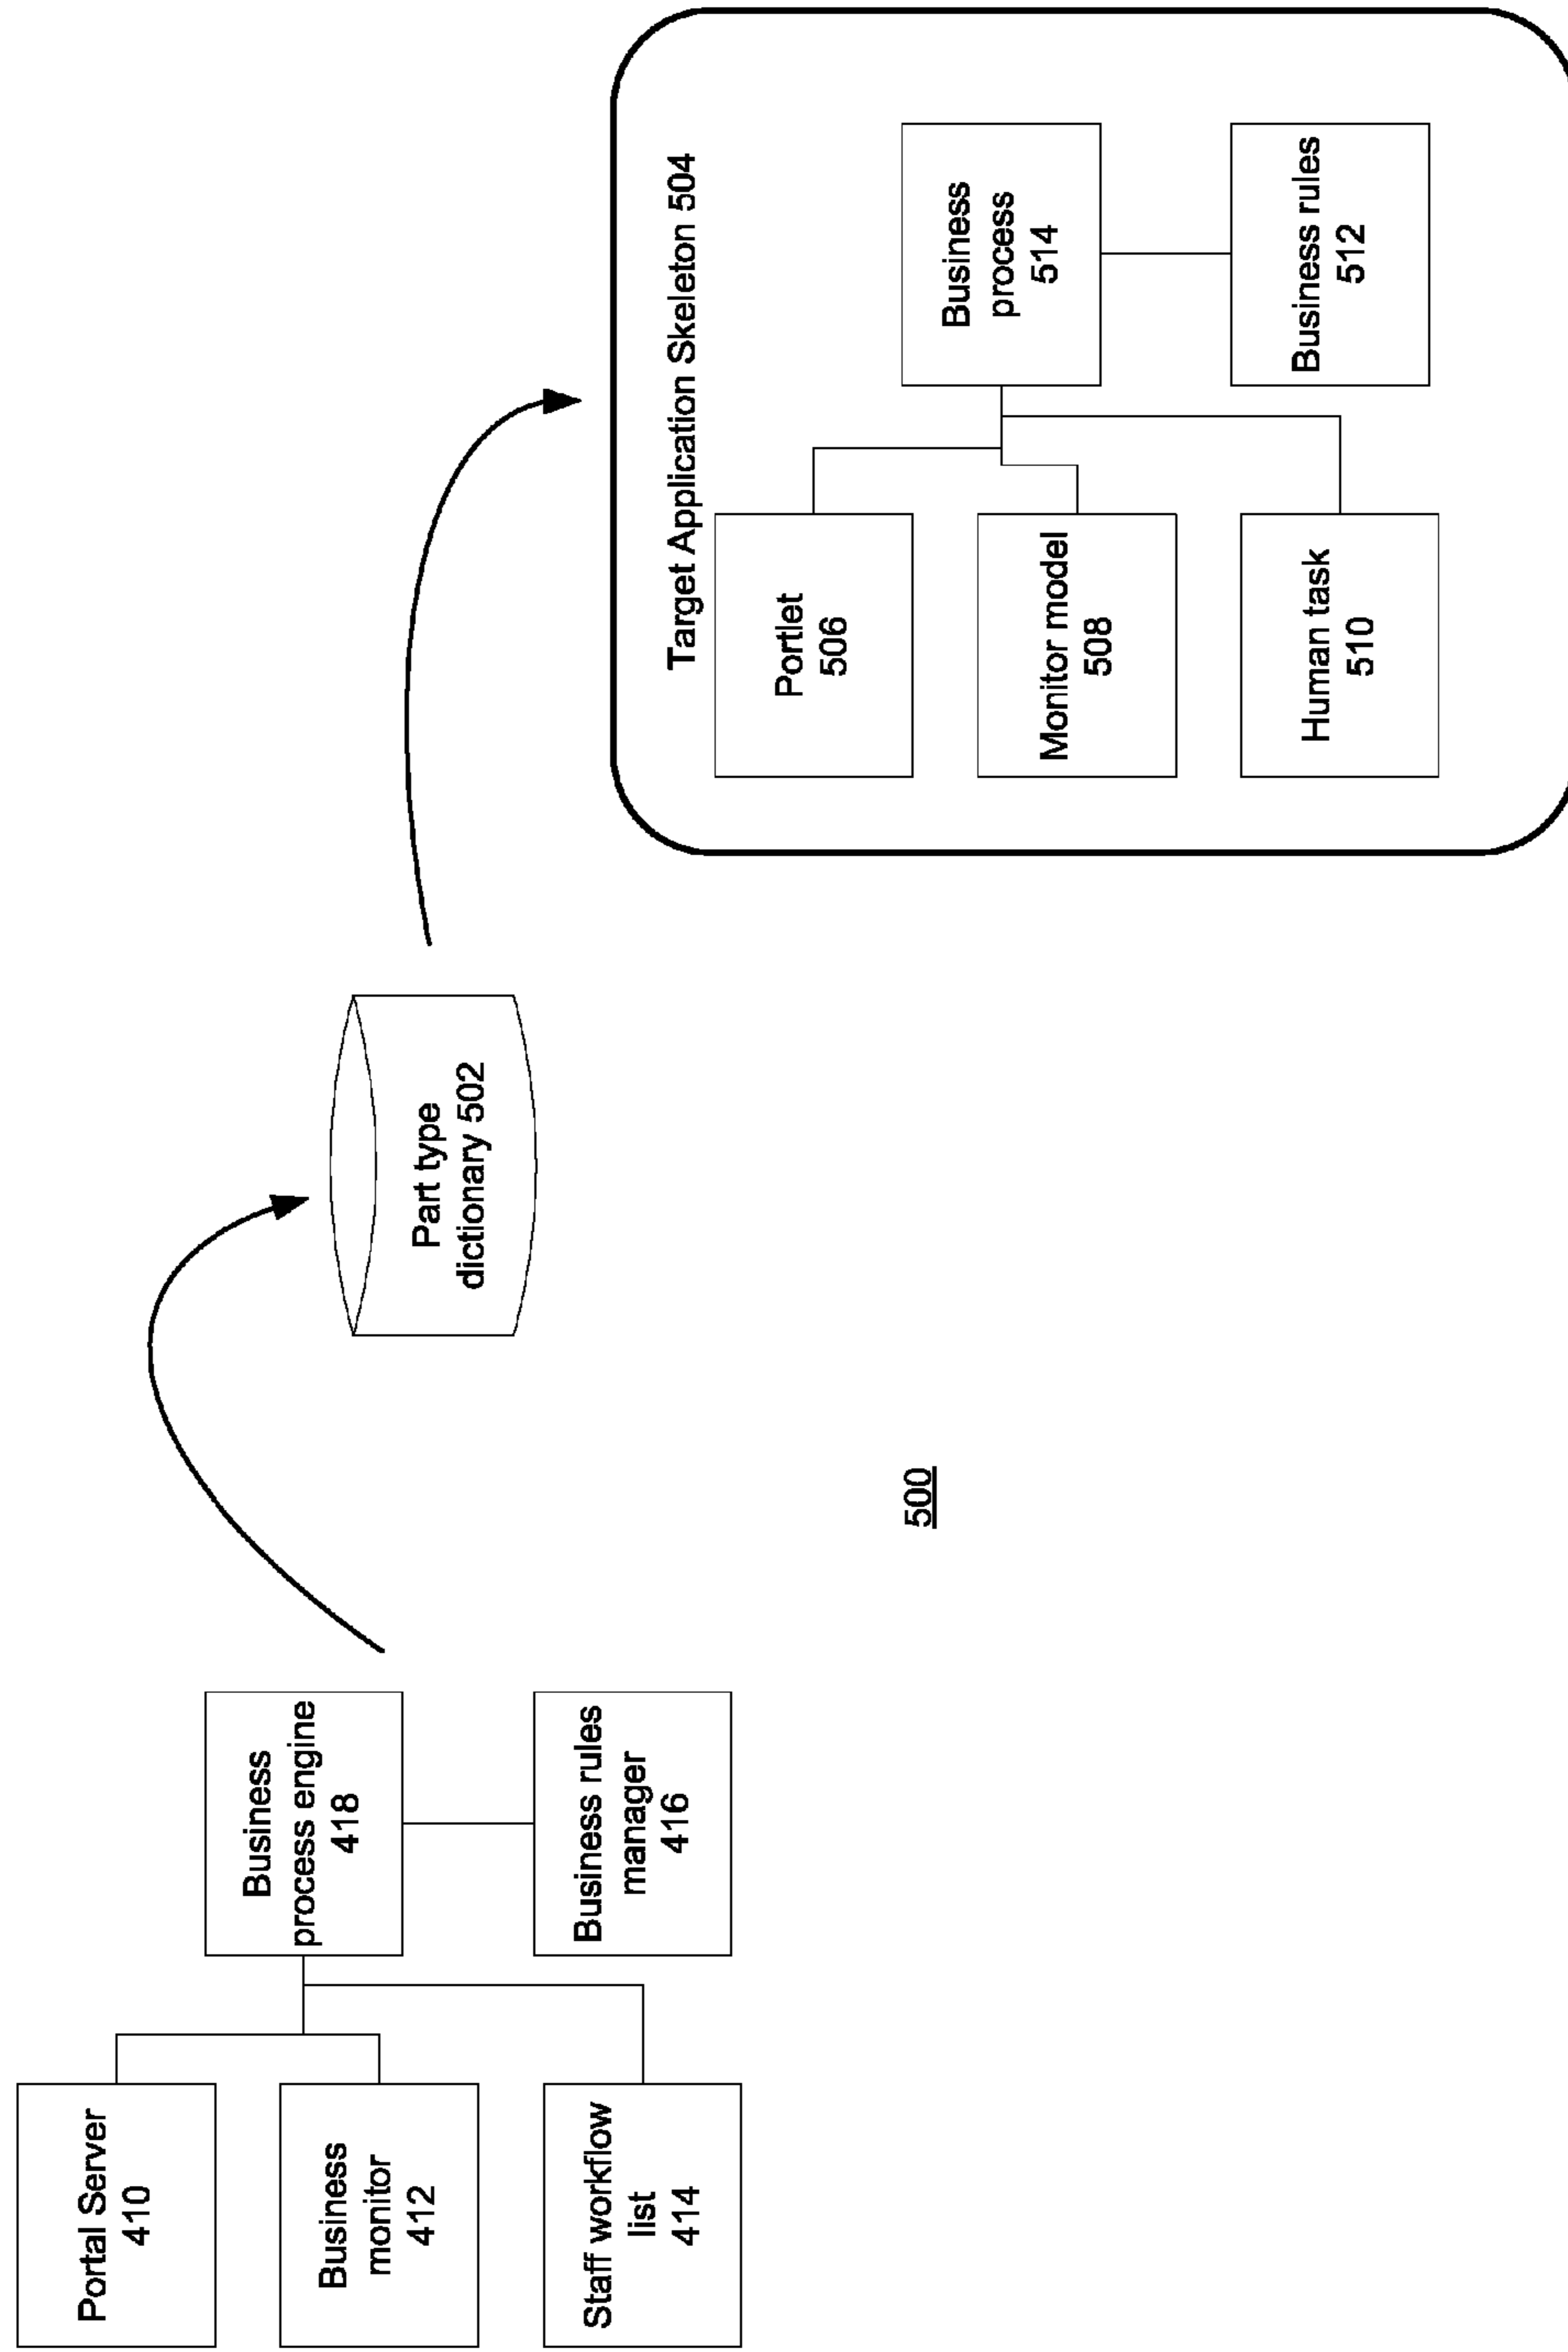 Portal Server
410
Business
monitor
412
Staff workflow
list
414
Business
process engine
418
Business rules
manager
416
Part type
dictionary 502
Target Application Skeleton 504
Portlet
506
Monitor model
508
Human task
510
Business
process
514
Business rules
512
500